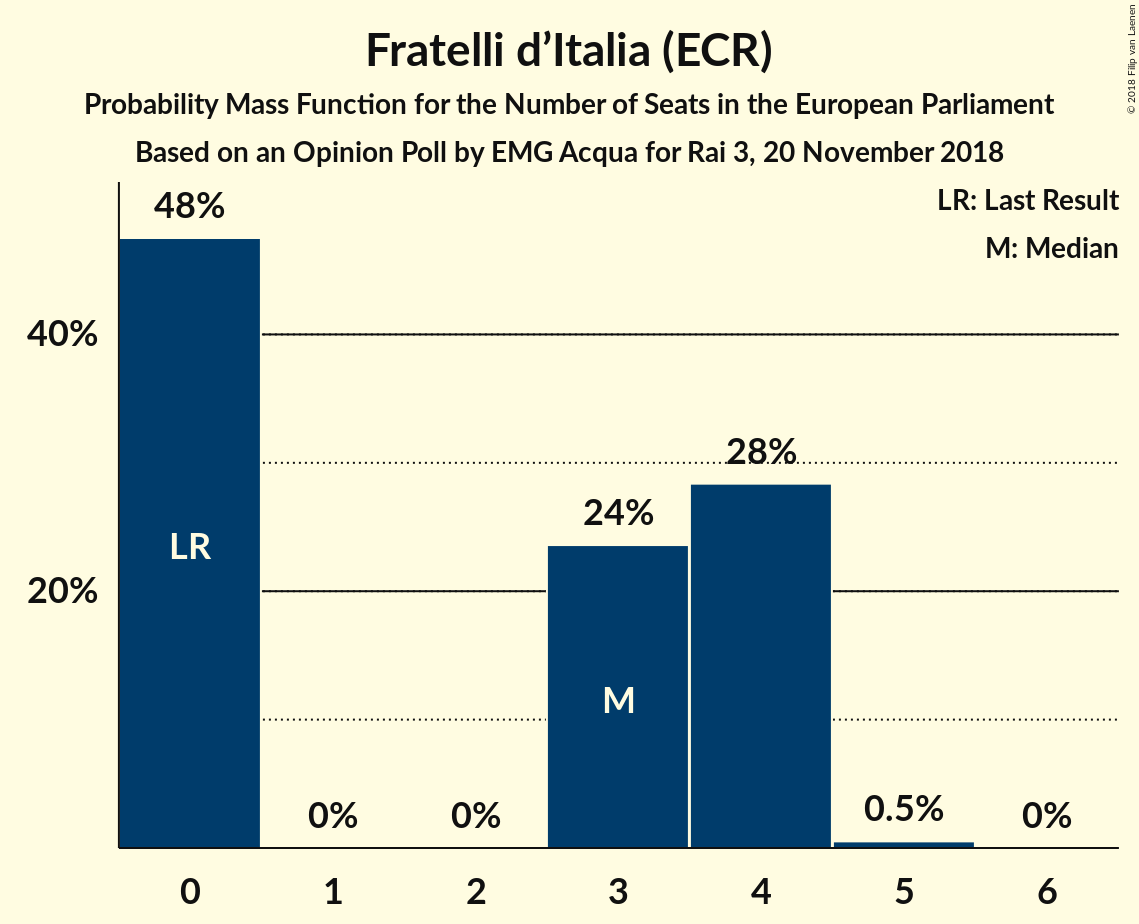 Fratelli d’Italia (ECR)
Probability Mass Function for the Number of Seats in the European Parliament
Based on an Opinion Poll by EMG Acqua for Rai 3, 20 November 2018
© 2018 Filip van Laenen
LR: Last Result
M: Median
48%
40%
28%
24%
20%
LR
M
0%
0%
0.5%
0%
0
1
2
3
4
5
6